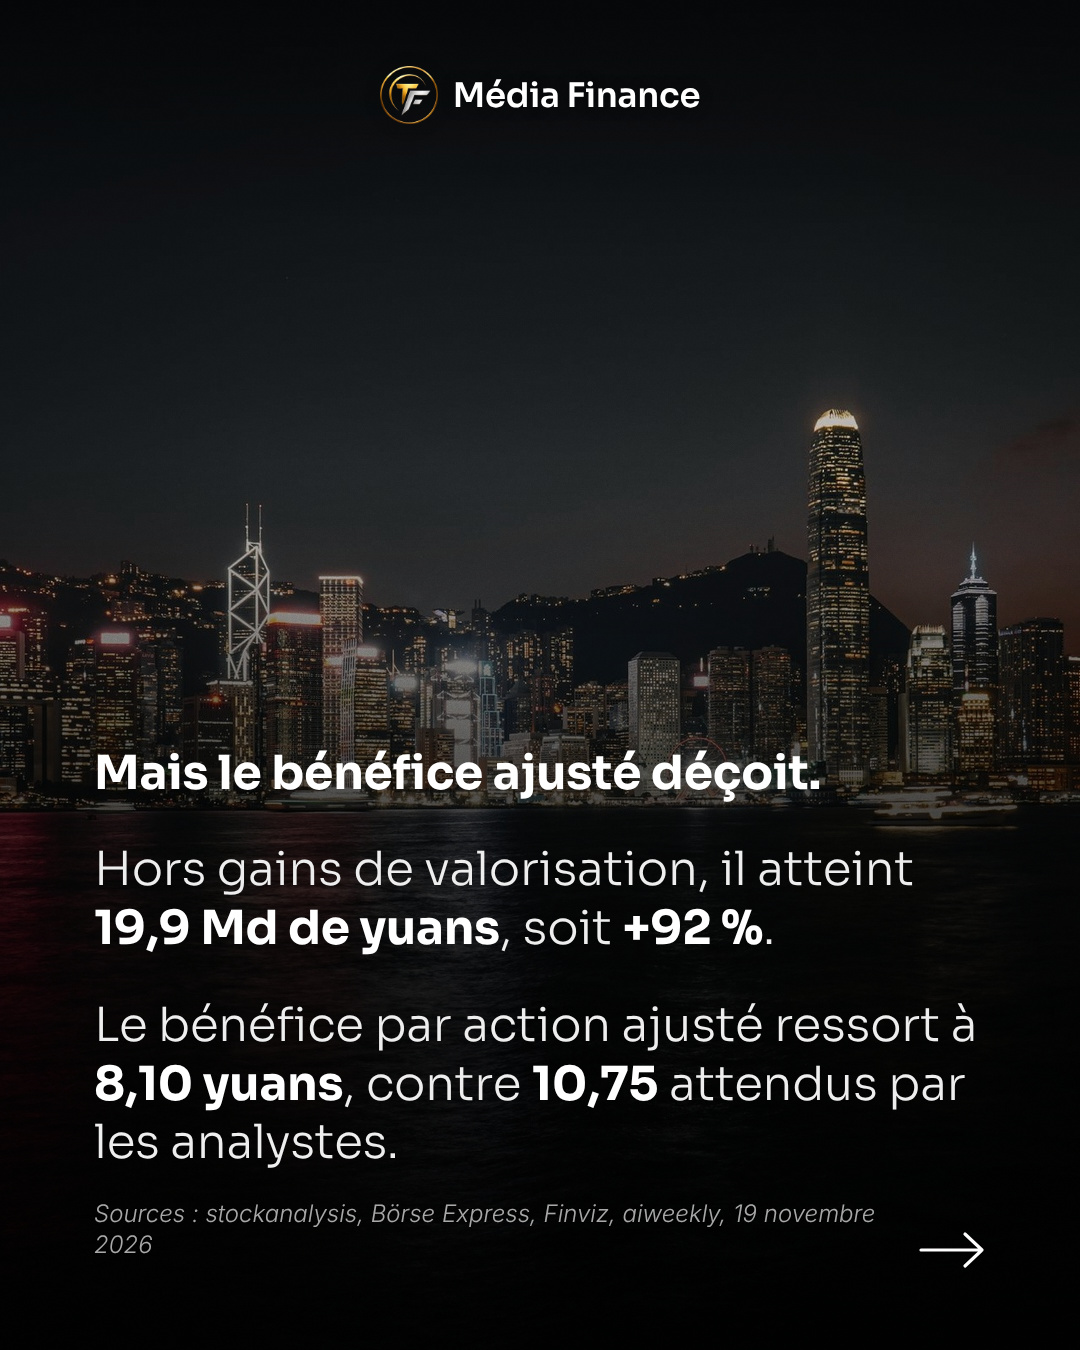 TF Média Finance
Mais le bénéfice ajusté déçoit.
Hors gains de valorisation, il atteint
19,9 Md de yuans, soit +92 %.
Le bénéfice par action ajusté ressort à
8,10 yuans, contre 10,75 attendus par
les analystes.
Sources : stockanalysis, Börse Express, Finviz, aiweekly, 19 novembre
2026